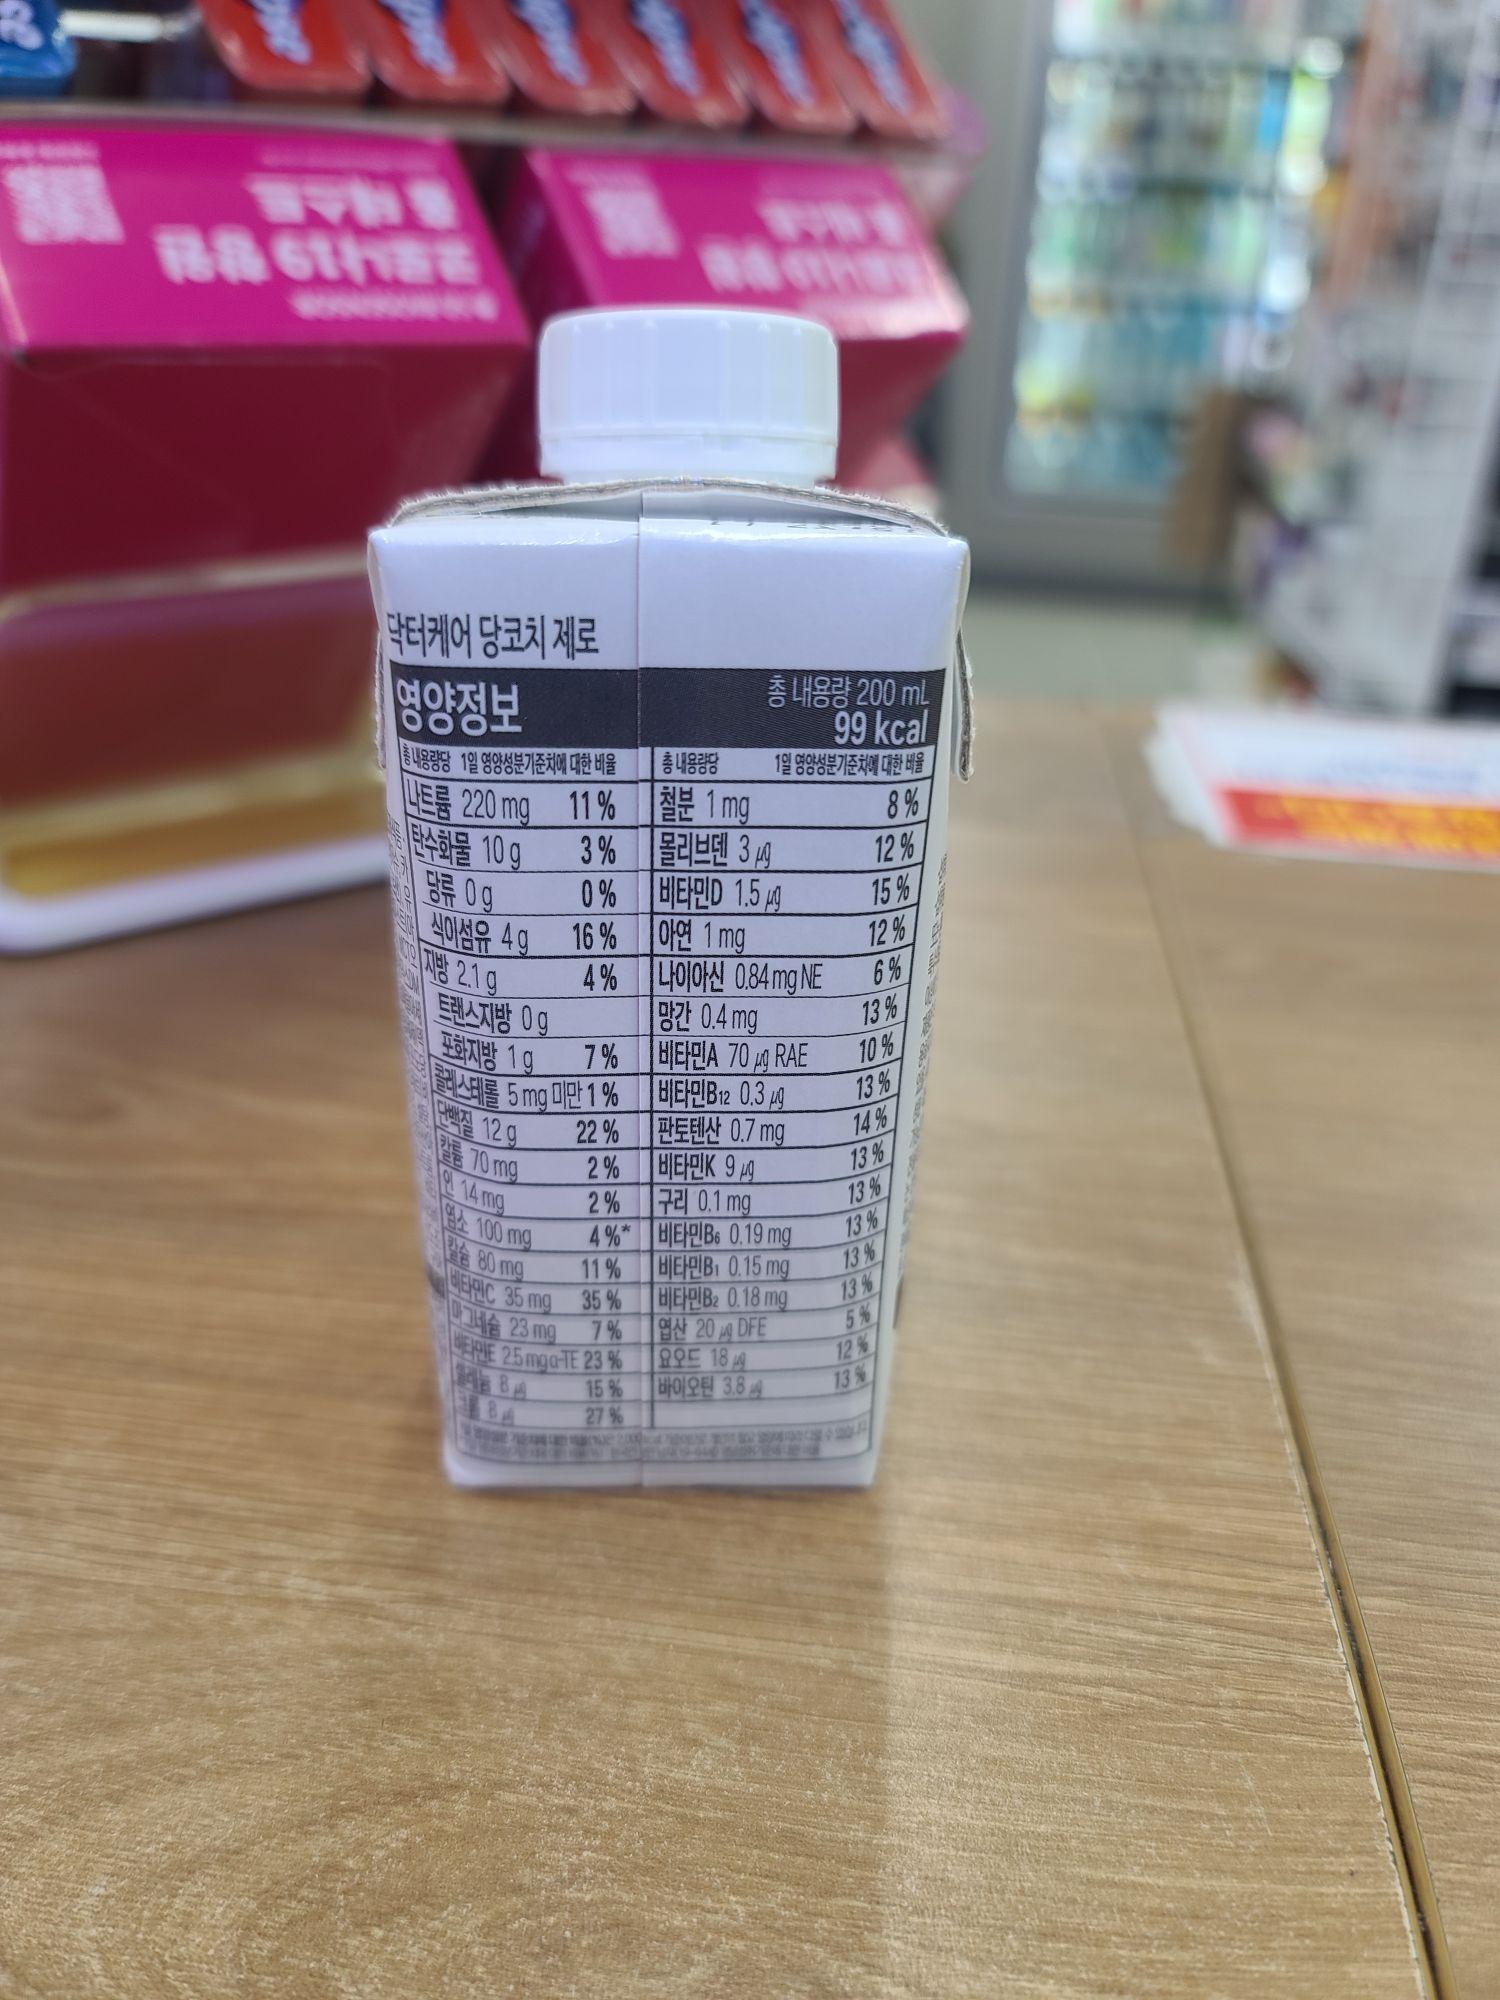 닥터케어 당코치 제로
영양정보
총 내용량 200 mL
99 kcal
총 내용량당 1일 영양성분기준치에 대한 비율
나트륨 220 mg 11 %
탄수화물 10 g 3 %
당류 0 g 0 %
식이섬유 4 g 16 %
지방 2.1 g 4 %
트랜스지방 0 g
포화지방 1 g 7 %
콜레스테롤 5 mg 미만 1 %
단백질 12 g 22 %
칼륨 70 mg 2 %
인 14 mg 2 %
염소 100 mg 4 %*
칼슘 80 mg 11 %
비타민C 35 mg 35 %
마그네슘 23 mg 7 %
비타민E 2.5 mg α-TE 23 %
셀레늄 8 μg 15 %
크롬 8 μg 27 %
총 내용량당 1일 영양성분기준치에 대한 비율
철분 1 mg 8 %
몰리브덴 3 μg 12 %
비타민D 1.5 μg 15 %
아연 1 mg 12 %
나이아신 0.84 mg NE 6 %
망간 0.4 mg 13 %
비타민A 70 μg RAE 10 %
비타민B12 0.3 μg 13 %
판토텐산 0.7 mg 14 %
비타민K 9 μg 13 %
구리 0.1 mg 13 %
비타민B6 0.19 mg 13 %
비타민B1 0.15 mg 13 %
비타민B2 0.18 mg 13 %
엽산 20 μg DFE 5 %
요오드 18 μg 12 %
바이오틴 3.8 μg 13 %